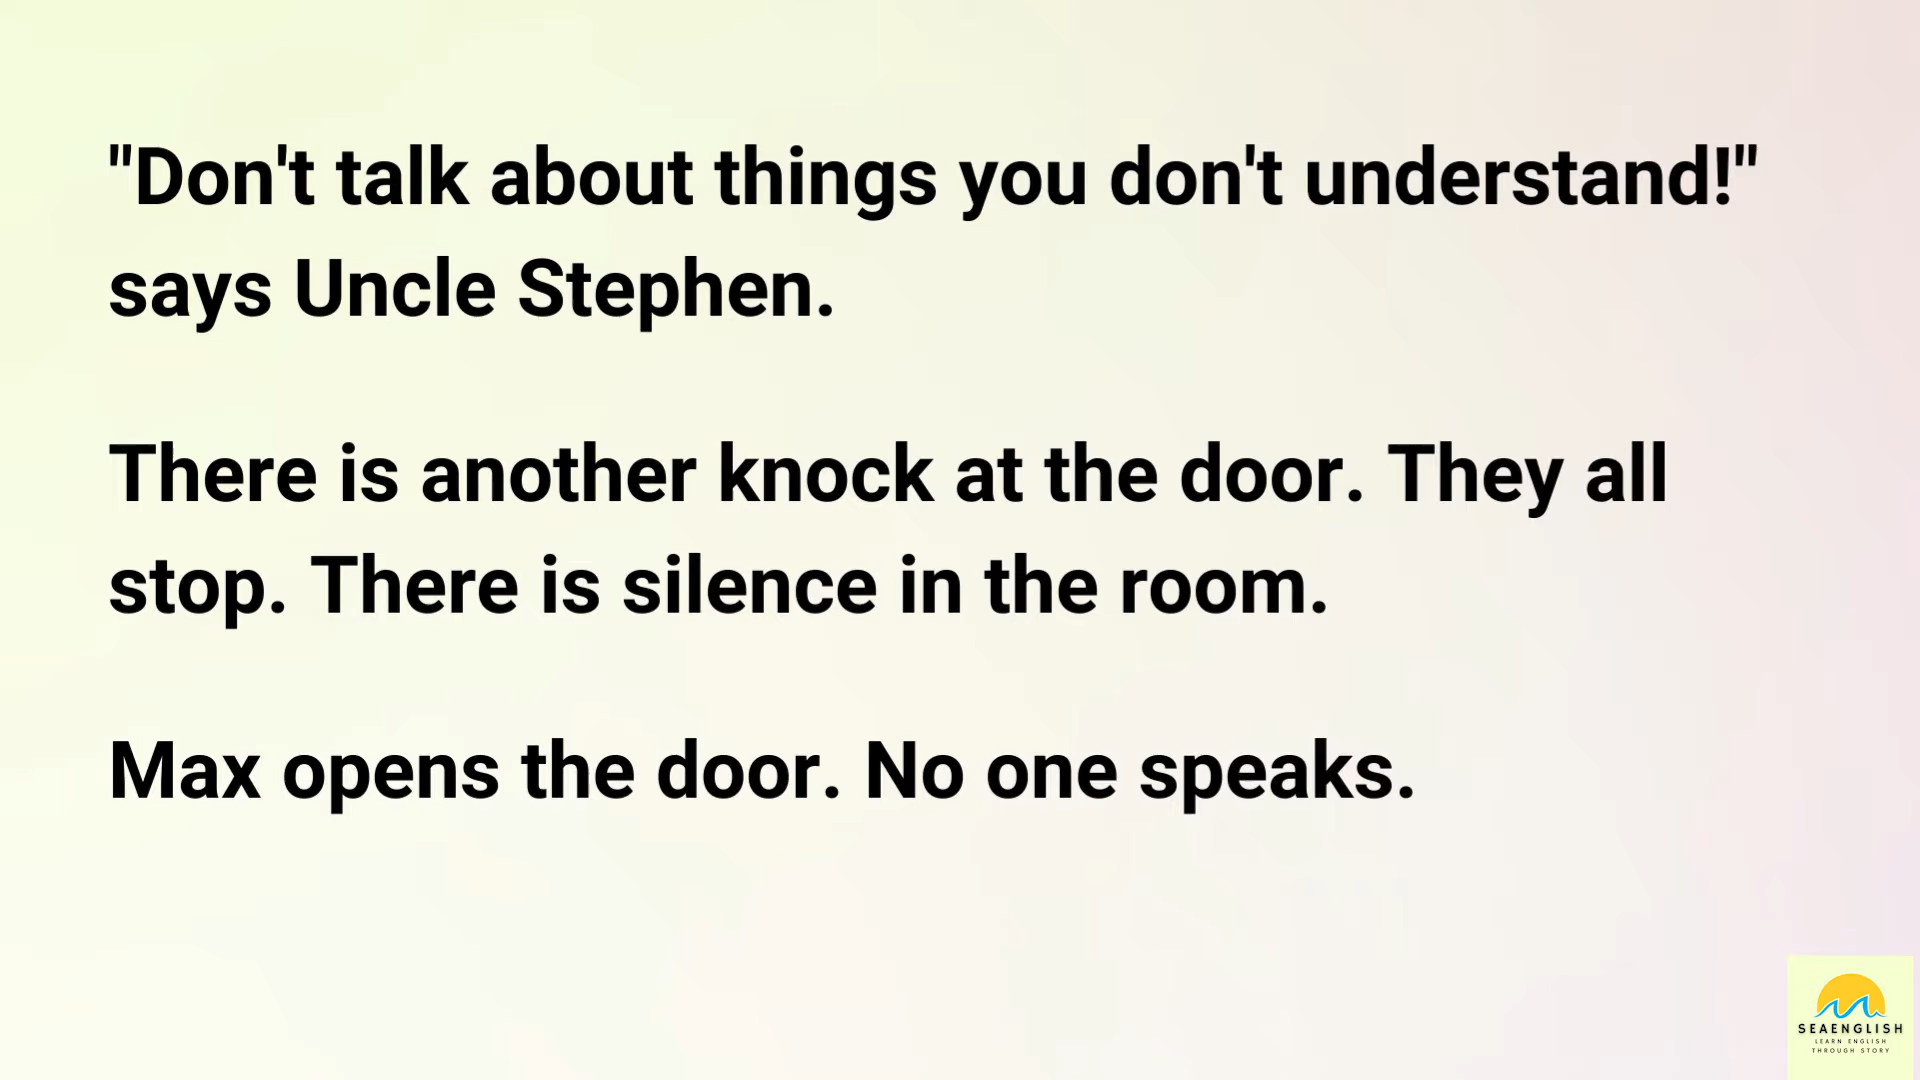 "Don't talk about things you don't understand!"
says Uncle Stephen.
There is another knock at the door. They all
stop. There is silence in the room.
Max opens the door. No one speaks.
SEAENGLISH
LEARN ENGLISH
THROUGH STORY